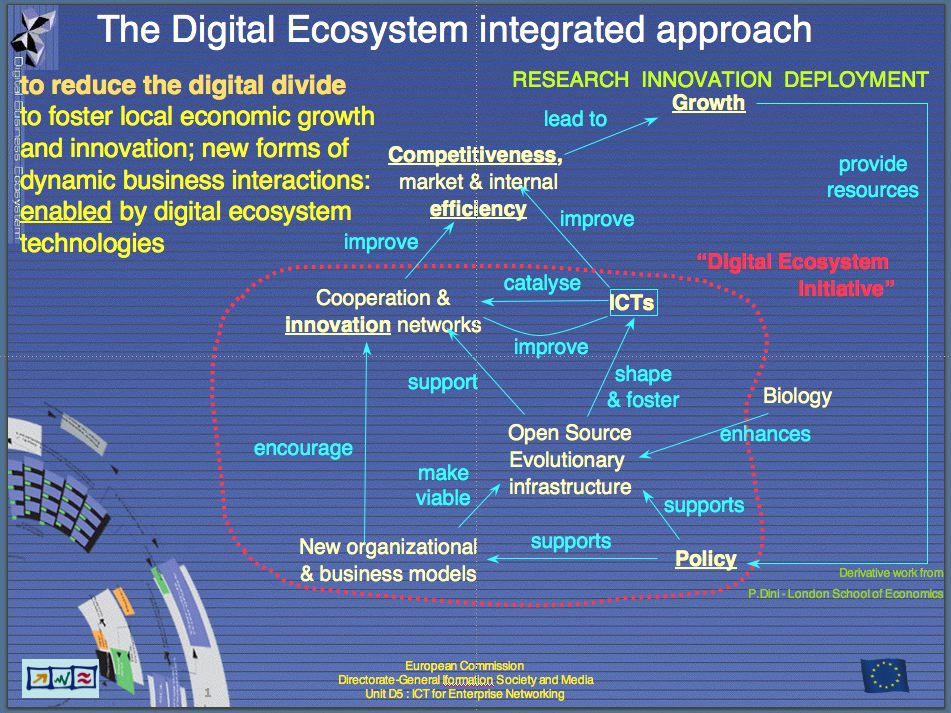 The Digital Ecosystem integrated approach
Digital Business Ecosystem
to reduce the digital divide
to foster local economic growth
and innovation; new forms of
dynamic business interactions:
enabled by digital ecosystem
technologies
RESEARCH INNOVATION DEPLOYMENT
Growth
lead to
Competitiveness,
market & internal
efficiency
provide
resources
improve
improve
"Digital Ecosystem
Initiative"
catalyse
Cooperation &
innovation networks
ICTs
improve
support
shape
& foster
Biology
enhances
Open Source
Evolutionary
infrastructure
encourage
make
viable
supports
New organizational
& business models
supports
Policy
Derivative work from
P.Dini - London School of Economics
European Commission
Directorate-General Iformation Society and Media
Unit D5 : ICT for Enterprise Networking
1